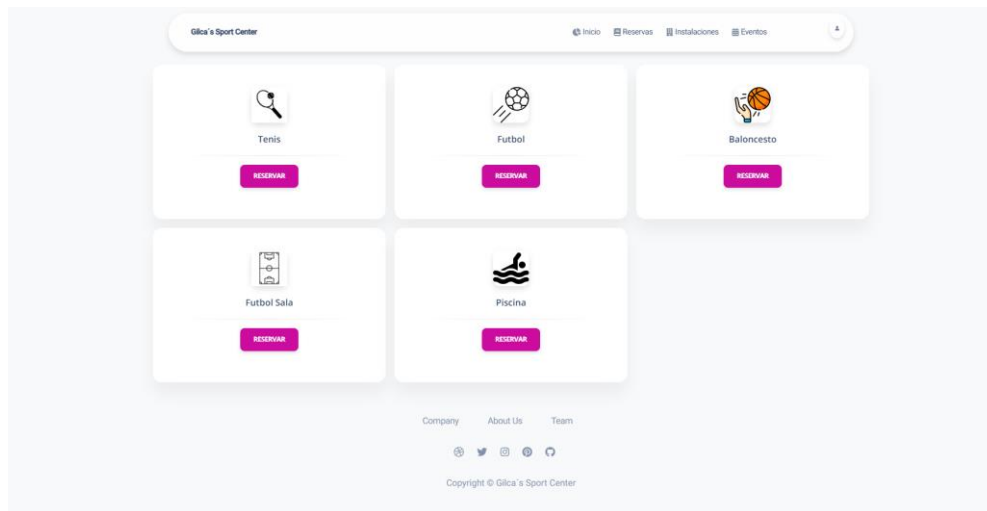 Gilca´s Sport Center Inicio Reservas Instalaciones Eventos
Tenis Futbol Baloncesto
RESERVAR RESERVAR RESERVAR
Futbol Sala Piscina
RESERVAR RESERVAR
Company About Us Team
Copyright © Gilca´s Sport Center